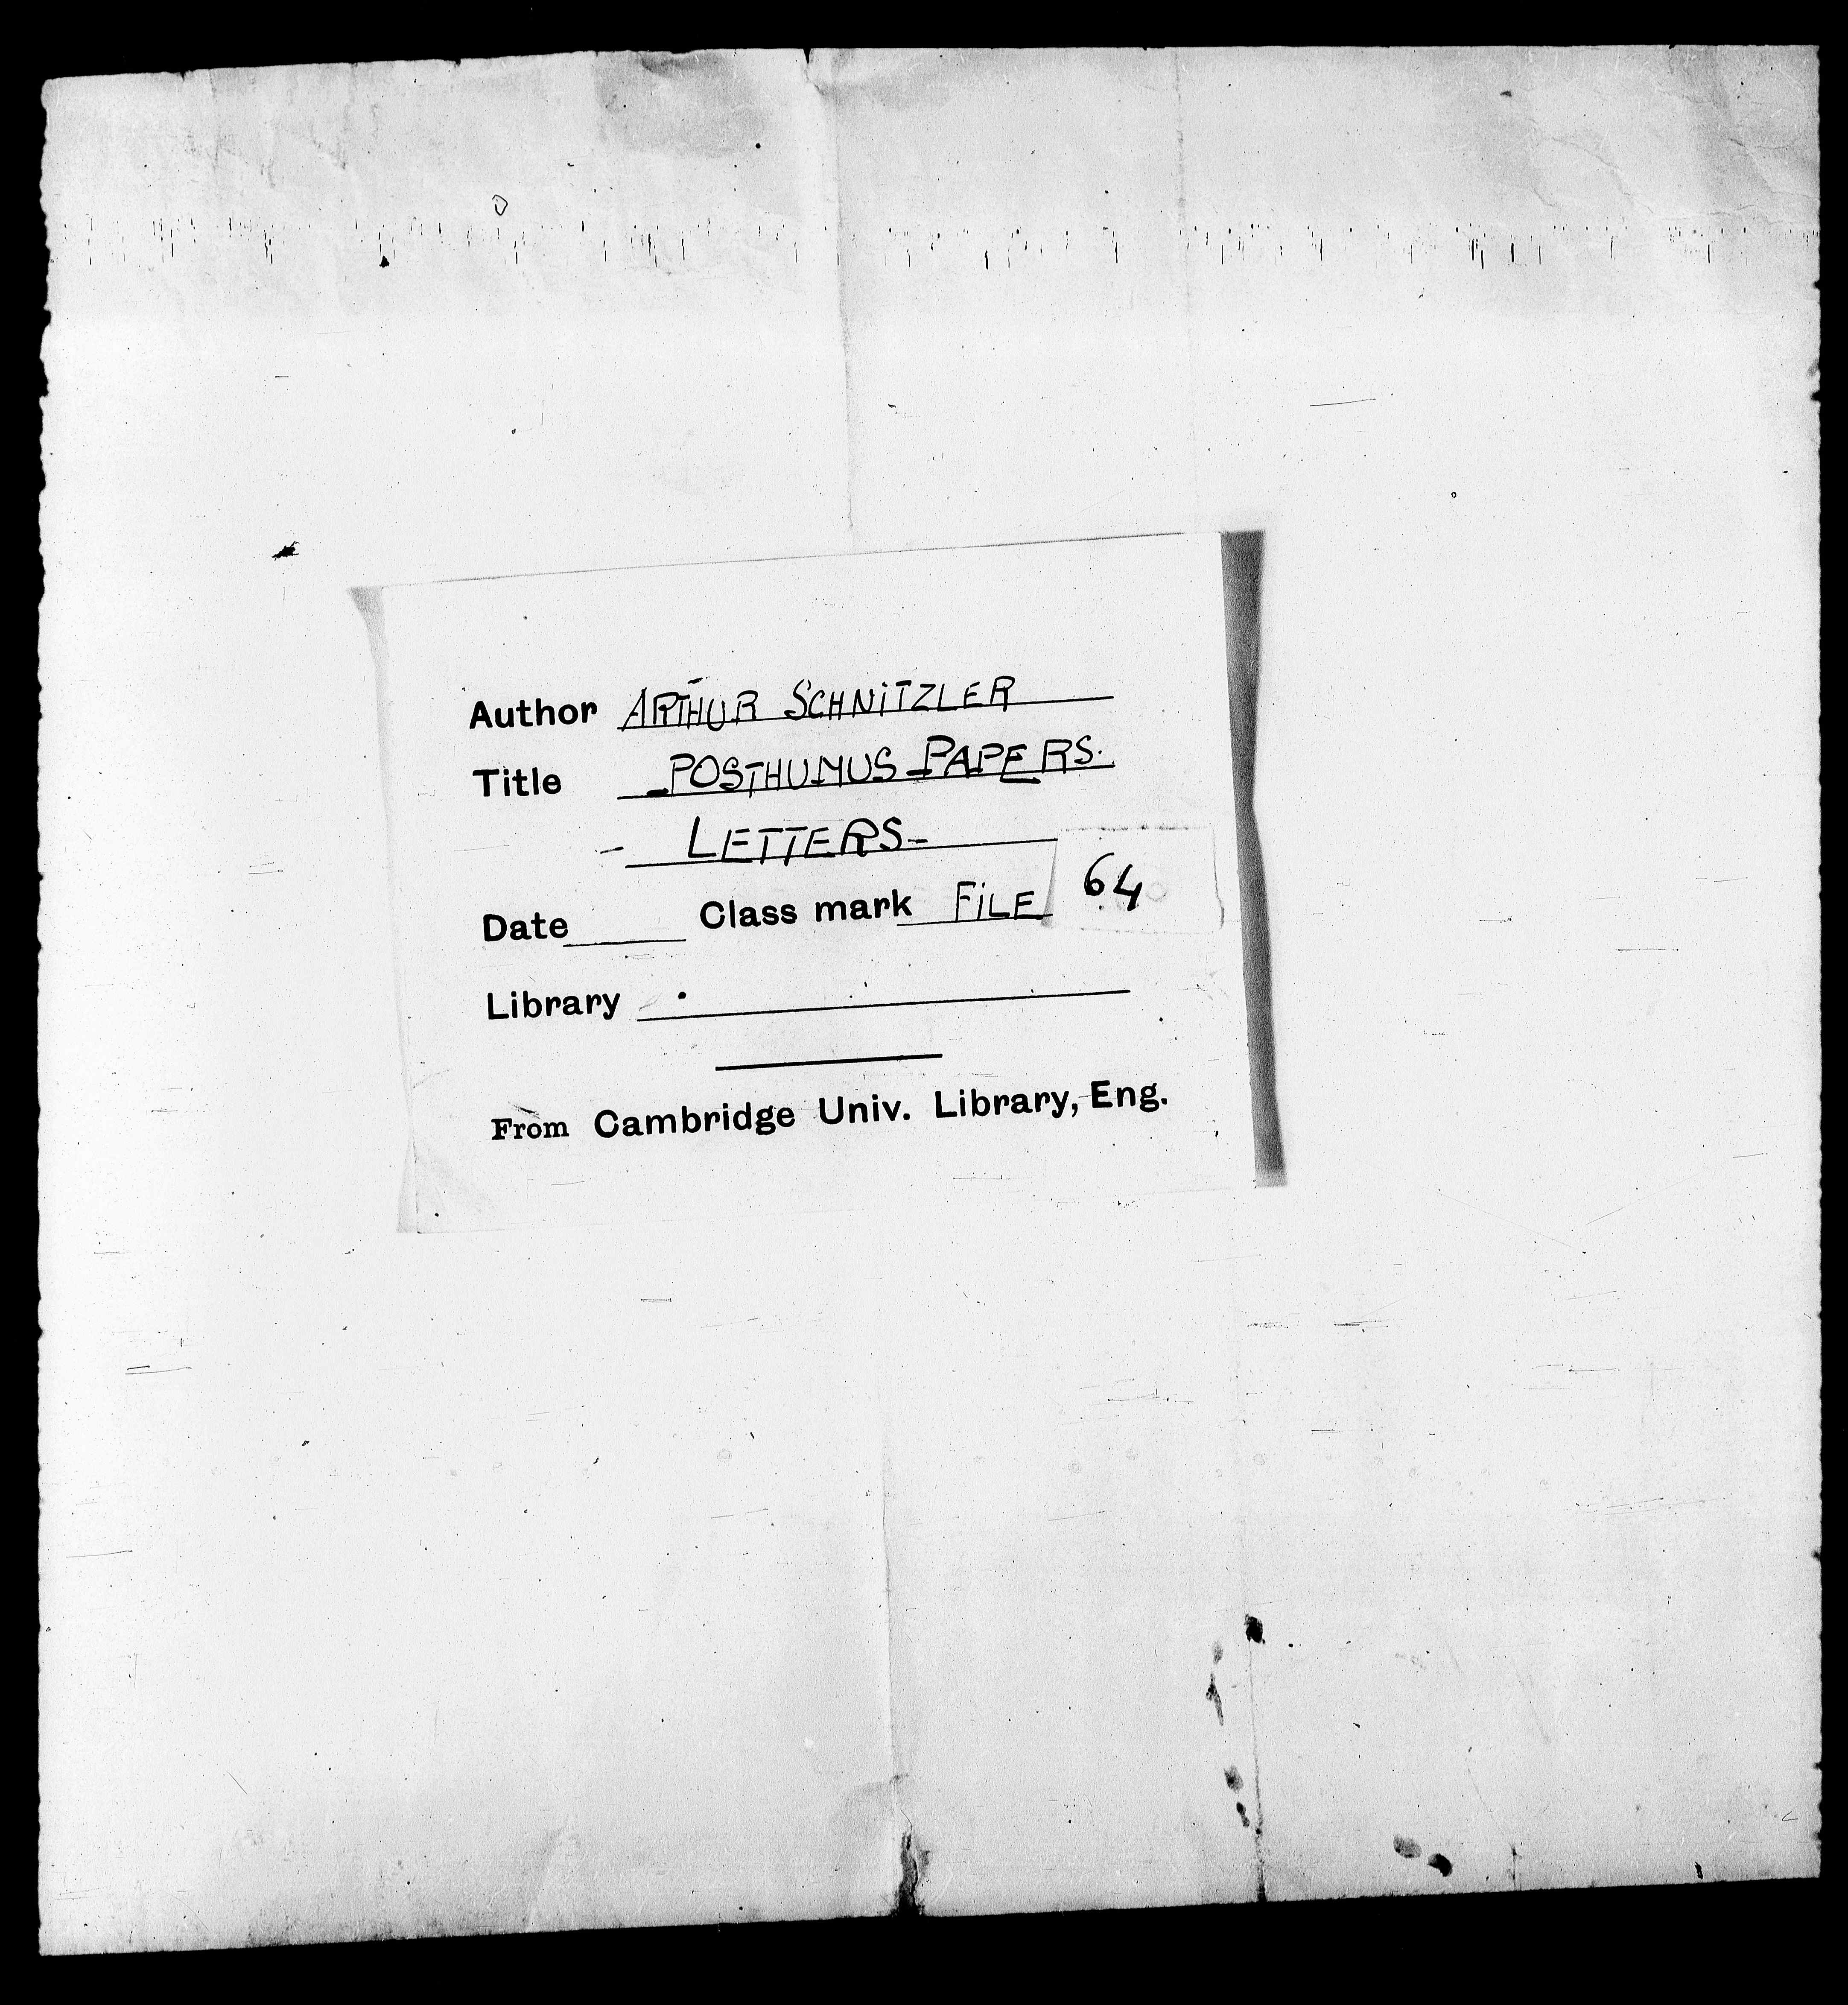 Author ARTHUR SCHNITZLER
Title POSTHUMUS PAPERS.
- LETTERS-
Date Class mark FILE 64
Library
From Cambridge Univ. Library, Eng.